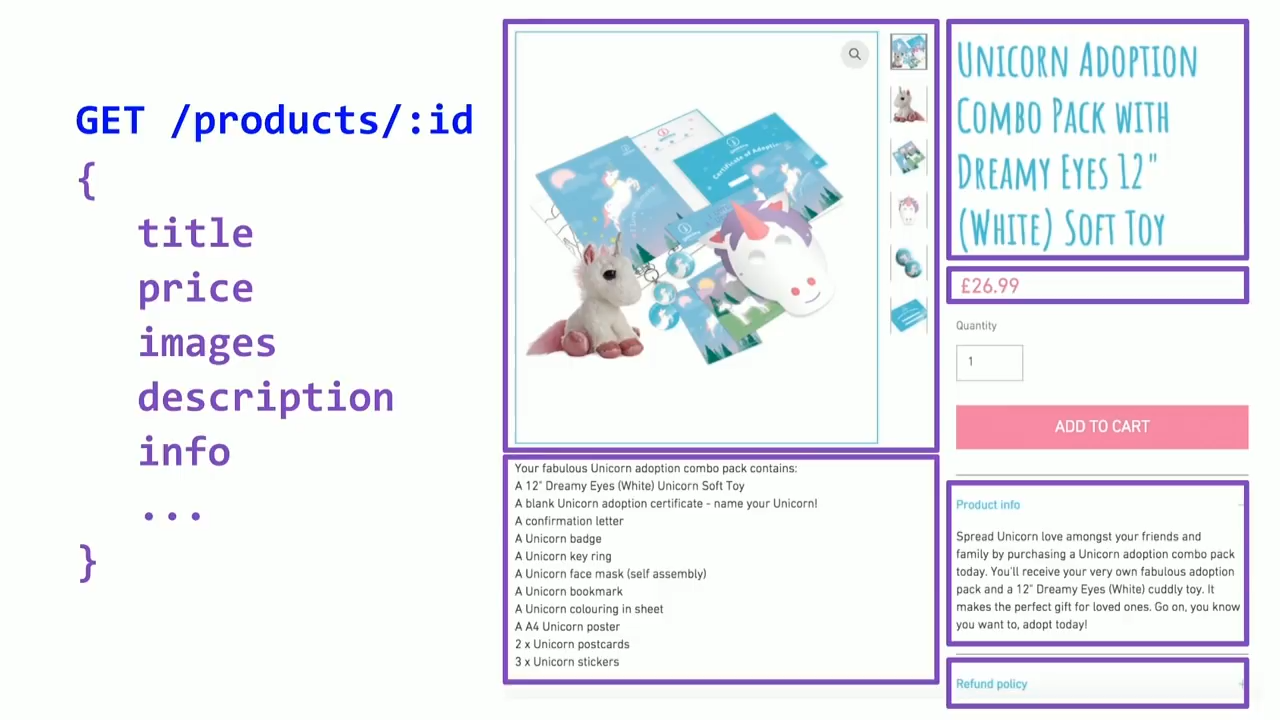 GET /products/:id
{
title
price
images
description
info
...
}
Certificate of Adoption
Your fabulous Unicorn adoption combo pack contains:
A 12" Dreamy Eyes (White) Unicorn Soft Toy
A blank Unicorn adoption certificate - name your Unicorn!
A confirmation letter
A Unicorn badge
A Unicorn key ring
A Unicorn face mask (self assembly)
A Unicorn bookmark
A Unicorn colouring in sheet
A A4 Unicorn poster
2 x Unicorn postcards
3 x Unicorn stickers
UNICORN ADOPTION
COMBO PACK WITH
DREAMY EYES 12"
(WHITE) SOFT TOY
£26.99
Quantity
1
ADD TO CART
Product info
Spread Unicorn love amongst your friends and
family by purchasing a Unicorn adoption combo pack
today. You'll receive your very own fabulous adoption
pack and a 12" Dreamy Eyes (White) cuddly toy. It
makes the perfect gift for loved ones. Go on, you know
you want to, adopt today!
Refund policy